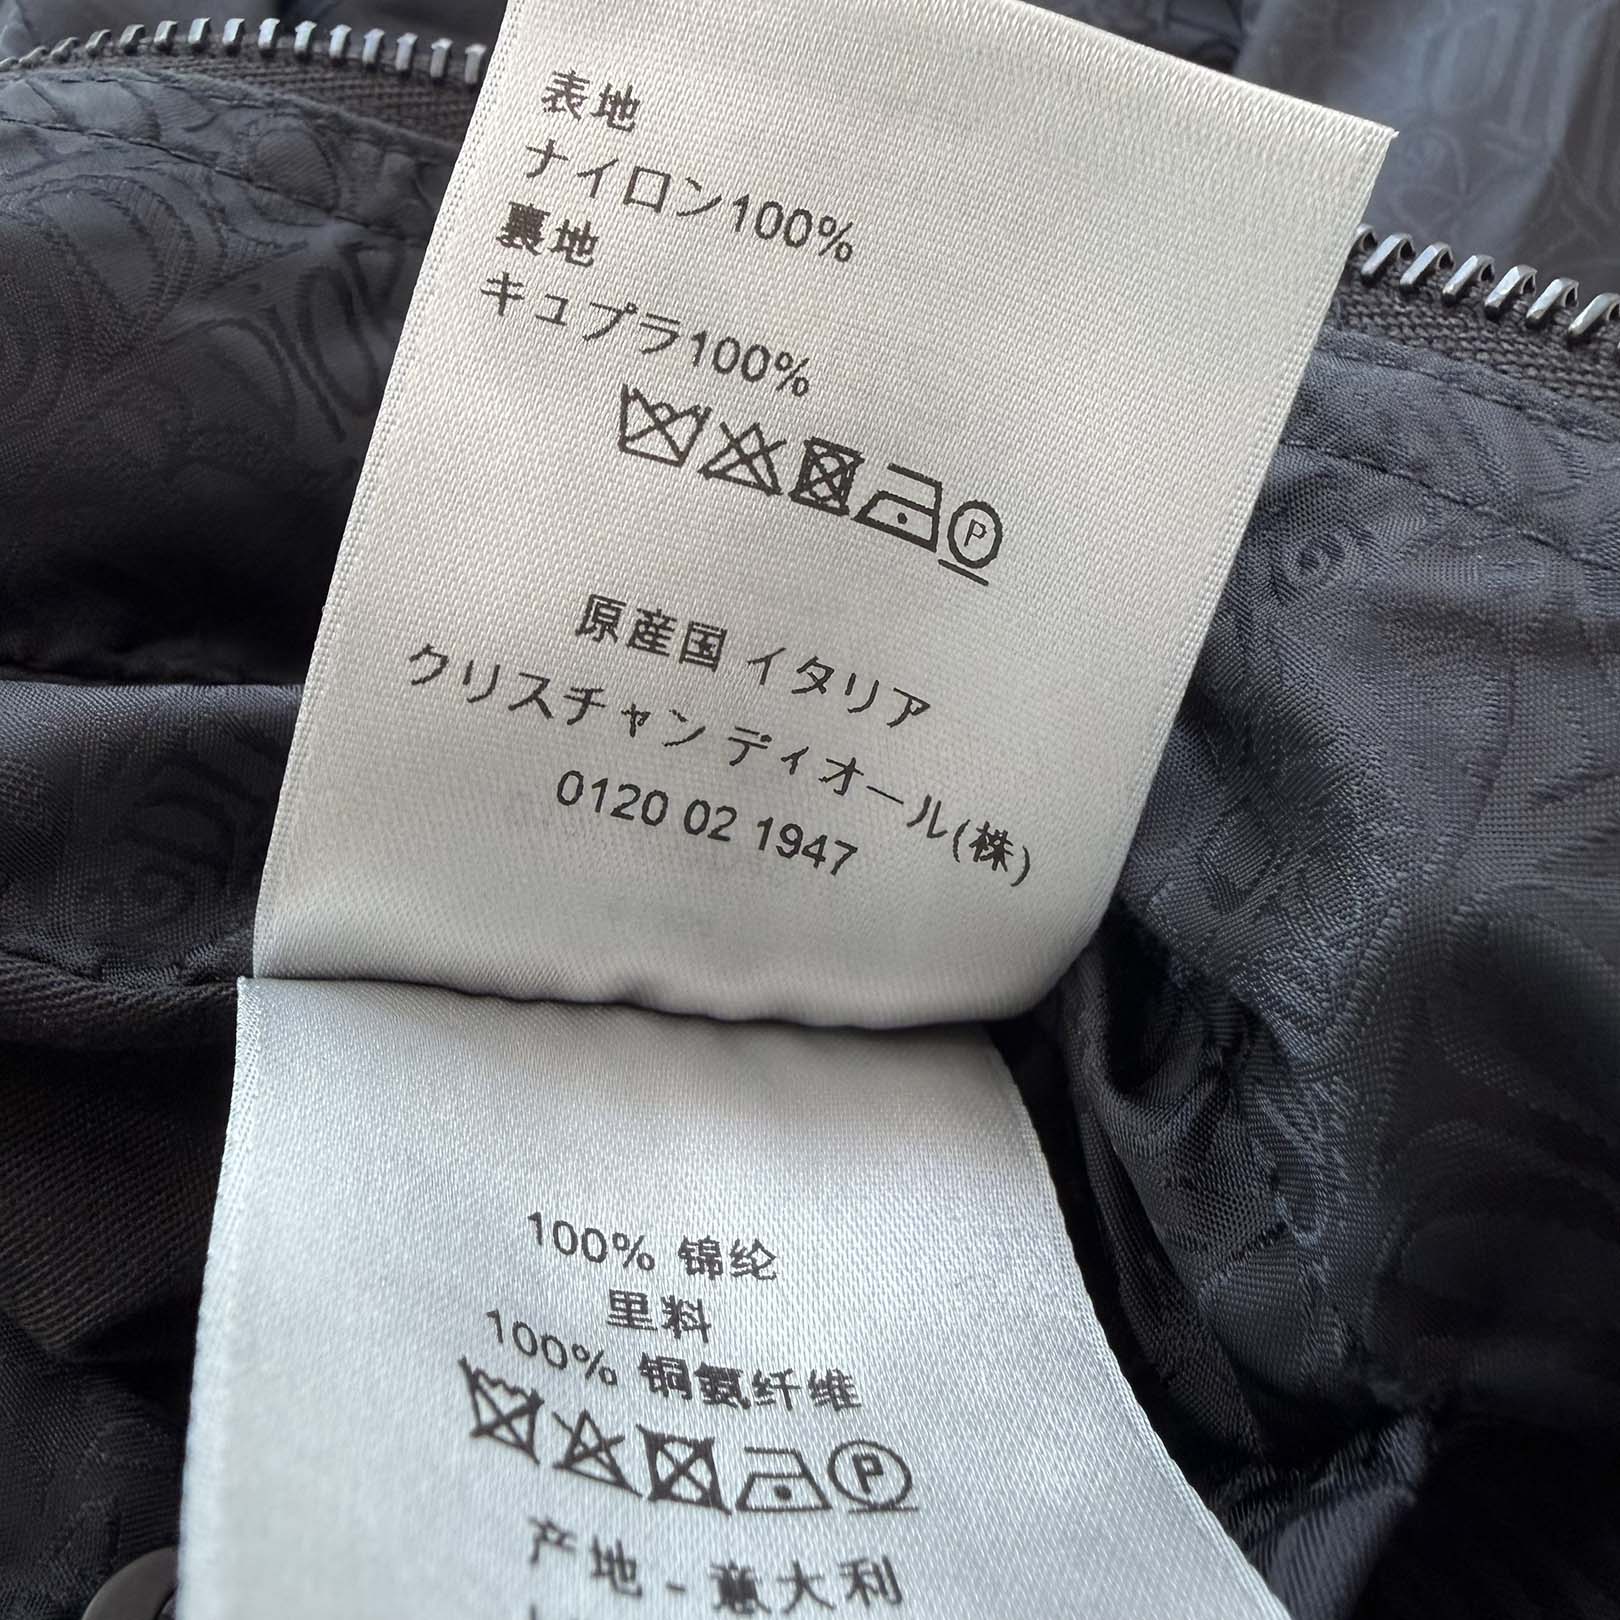 表地
ナイロン100%
裏地
キュプラ100%
P
原産国 イタリア
クリスチャン ディオール(株)
0120 02 1947
100% 锦纶
里料
100% 铜氨纤维
P
产地 - 意大利
Dior